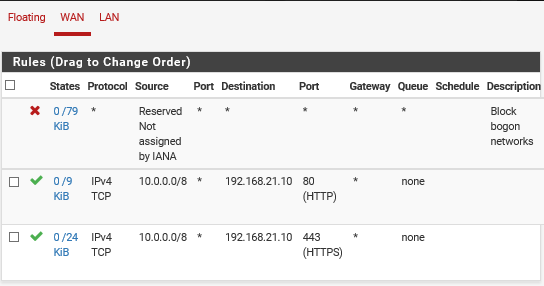 Floating WAN LAN
Rules (Drag to Change Order)
States Protocol Source Port Destination Port Gateway Queue Schedule Description
0 /79 KiB * Reserved Not assigned by IANA * * * * * Block bogon networks
0 /9 KiB IPv4 TCP 10.0.0.0/8 * 192.168.21.10 80 (HTTP) * none
0 /24 KiB IPv4 TCP 10.0.0.0/8 * 192.168.21.10 443 (HTTPS) * none